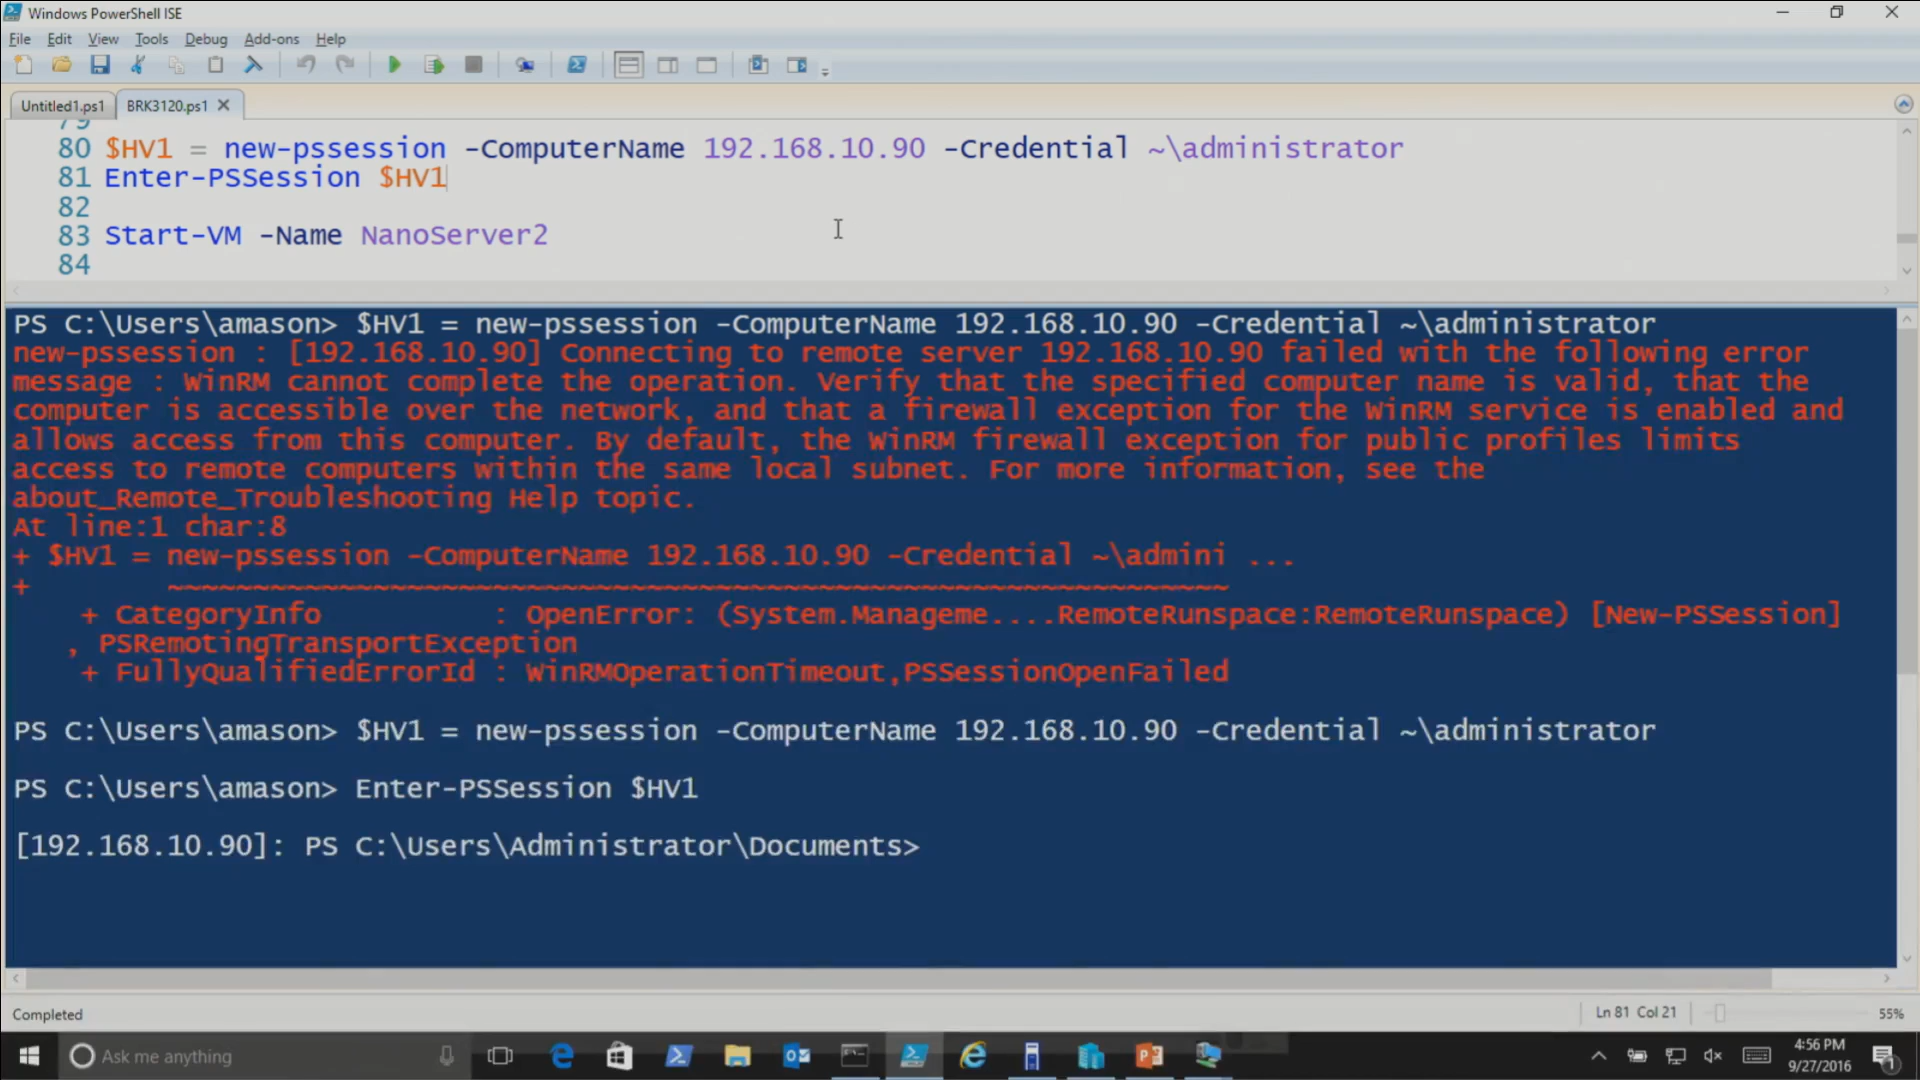 Windows PowerShell ISE
File Edit View Tools Debug Add-ons Help
Untitled1.ps1 BRK3120.ps1
79
80 $HV1 = new-pssession -ComputerName 192.168.10.90 -Credential ~\administrator
81 Enter-PSSession $HV1
82
83 Start-VM -Name NanoServer2
84
PS C:\Users\amason> $HV1 = new-pssession -ComputerName 192.168.10.90 -Credential ~\administrator
new-pssession : [192.168.10.90] Connecting to remote server 192.168.10.90 failed with the following error
message : WinRM cannot complete the operation. Verify that the specified computer name is valid, that the
computer is accessible over the network, and that a firewall exception for the WinRM service is enabled and
allows access from this computer. By default, the WinRM firewall exception for public profiles limits
access to remote computers within the same local subnet. For more information, see the
about_Remote_Troubleshooting Help topic.
At line:1 char:8
+ $HV1 = new-pssession -ComputerName 192.168.10.90 -Credential ~\admini ...
+ ~~~~~~~~~~~~~~~~~~~~~~~~~~~~~~~~~~~~~~~~~~~~~~~~~~~~~~~~~~~~~~
+ CategoryInfo : OpenError: (System.Manageme....RemoteRunspace:RemoteRunspace) [New-PSSession]
, PSRemotingTransportException
+ FullyQualifiedErrorId : WinRMOperationTimeout,PSSessionOpenFailed
PS C:\Users\amason> $HV1 = new-pssession -ComputerName 192.168.10.90 -Credential ~\administrator
PS C:\Users\amason> Enter-PSSession $HV1
[192.168.10.90]: PS C:\Users\Administrator\Documents>
Completed
Ln 81 Col 21
55%
Ask me anything
4:56 PM
9/27/2016